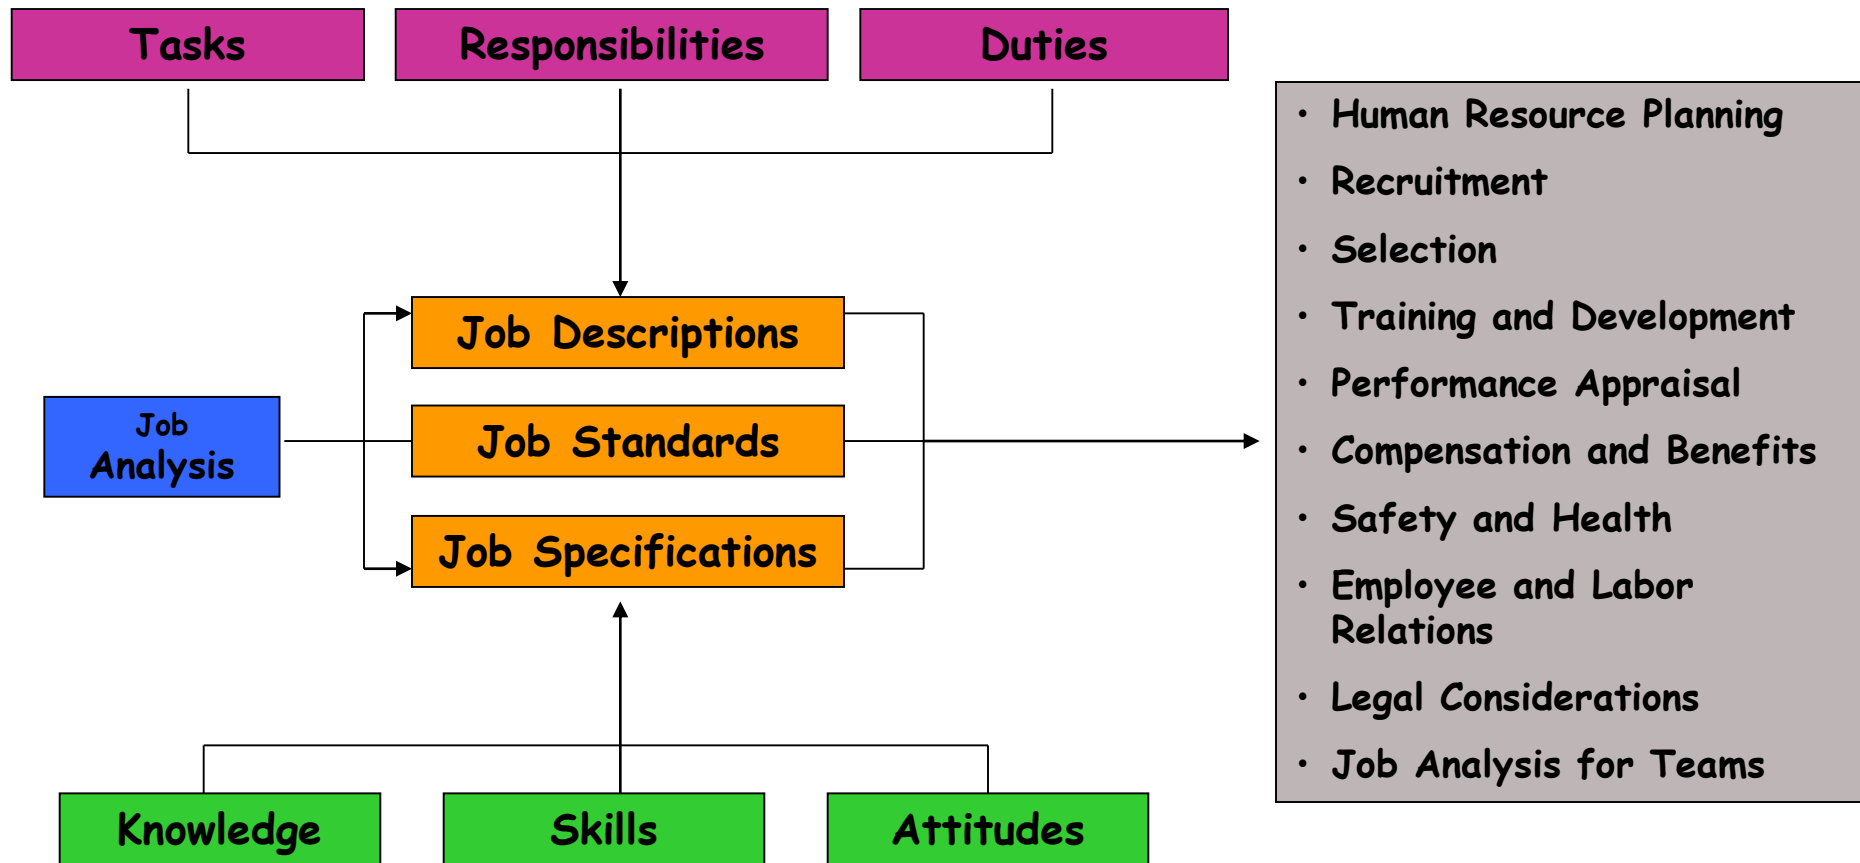 Tasks
Responsibilities
Duties
• Human Resource Planning
• Recruitment
• Selection
• Training and Development
• Performance Appraisal
• Compensation and Benefits
• Safety and Health
• Employee and Labor
Relations
• Legal Considerations
• Job Analysis for Teams
Job Descriptions
Job
Analysis
Job Standards
Job Specifications
Knowledge
Skills
Attitudes